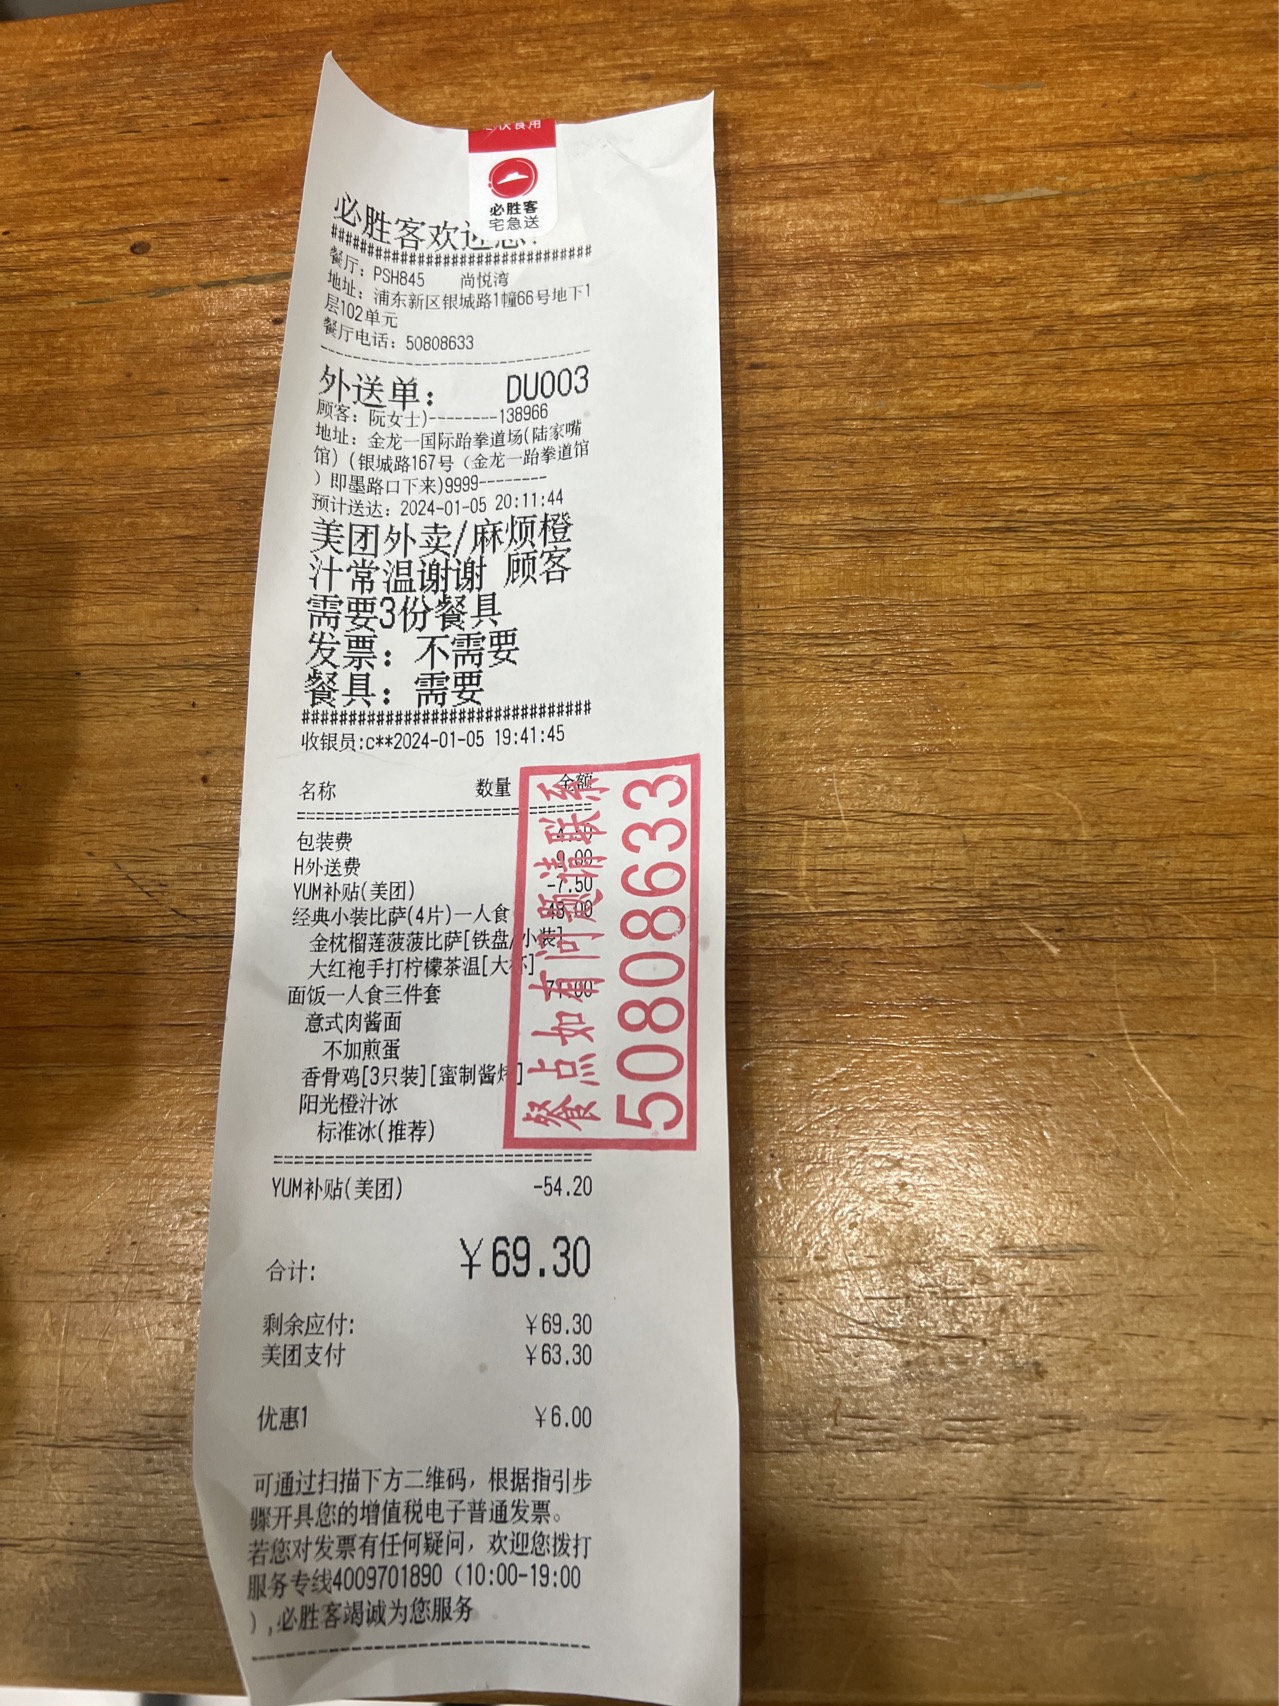 必胜客
宅急送
必胜客欢迎您!
##############################
餐厅: PSH845 尚悦湾
地址: 浦东新区银城路1幢66号地下1
层102单元
餐厅电话: 50808633
外送单: DU003
顾客: 阮女士)--------138966
地址: 金龙一国际跆拳道场(陆家嘴
馆) (银城路167号 (金龙一跆拳道馆
) 即墨路口下来)9999--------
预计送达: 2024-01-05 20:11:44
美团外卖/麻烦橙
汁常温谢谢 顾客
需要3份餐具
发票: 不需要
餐具: 需要
##############################
收银员:c**2024-01-05 19:41:45
名称 数量 金额
包装费
H外送费 9.00
YUM补贴(美团) -7.50
经典小装比萨(4片)一人食
金枕榴莲菠菠比萨[铁盘/小装]
大红袍手打柠檬茶温[大杯]
面饭一人食三件套
意式肉酱面
不加煎蛋
香骨鸡[3只装][蜜制酱烤]
阳光橙汁冰
标准冰(推荐)
餐点如有问题请联系
50808633
YUM补贴(美团) -54.20
合计: ￥69.30
剩余应付: ￥69.30
美团支付 ￥63.30
优惠1 ￥6.00
可通过扫描下方二维码, 根据指引步
骤开具您的增值税电子普通发票。
若您对发票有任何疑问, 欢迎您拨打
服务专线4009701890 (10:00-19:00
),必胜客竭诚为您服务